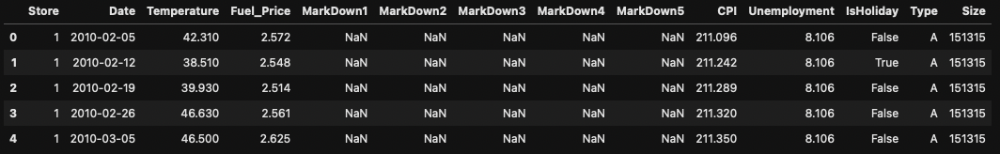 Store Date Temperature Fuel_Price MarkDown1 MarkDown2 MarkDown3 MarkDown4 MarkDown5 CPI Unemployment IsHoliday Type Size
0 1 2010-02-05 42.310 2.572 NaN NaN NaN NaN NaN 211.096 8.106 False A 151315
1 1 2010-02-12 38.510 2.548 NaN NaN NaN NaN NaN 211.242 8.106 True A 151315
2 1 2010-02-19 39.930 2.514 NaN NaN NaN NaN NaN 211.289 8.106 False A 151315
3 1 2010-02-26 46.630 2.561 NaN NaN NaN NaN NaN 211.320 8.106 False A 151315
4 1 2010-03-05 46.500 2.625 NaN NaN NaN NaN NaN 211.350 8.106 False A 151315